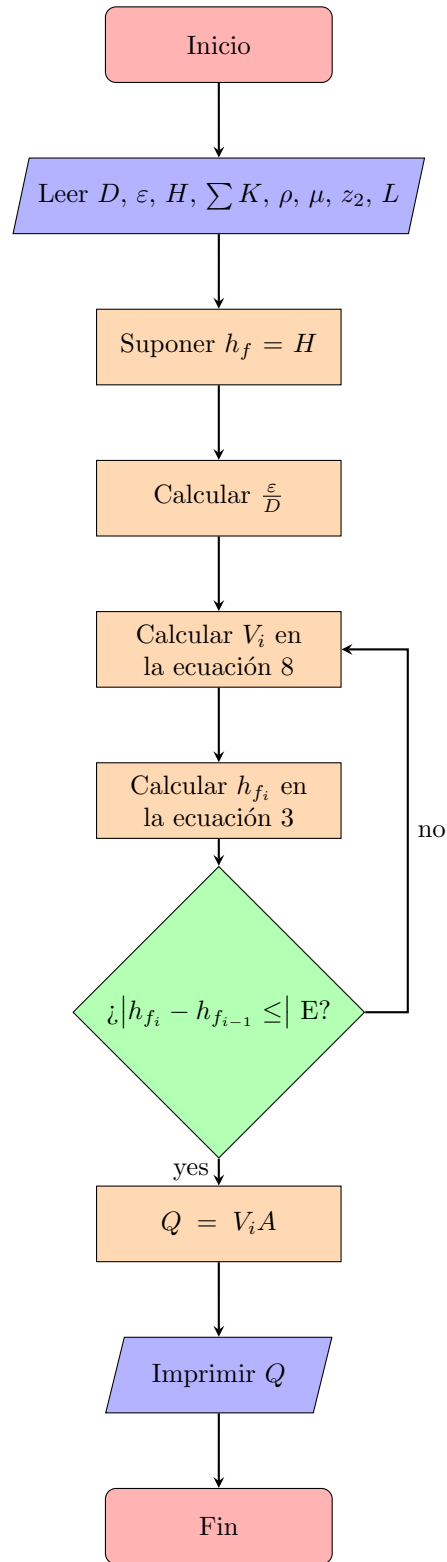 Inicio
Leer D, ε, H, ∑ K, ρ, μ, z₂, L
Suponer h_f = H
Calcular ε/D
Calcular V_i en
la ecuación 8
Calcular h_{f_i} en
la ecuación 3
no
¿|h_{f_i} − h_{f_{i−1}} ≤| E?
yes
Q = V_i A
Imprimir Q
Fin